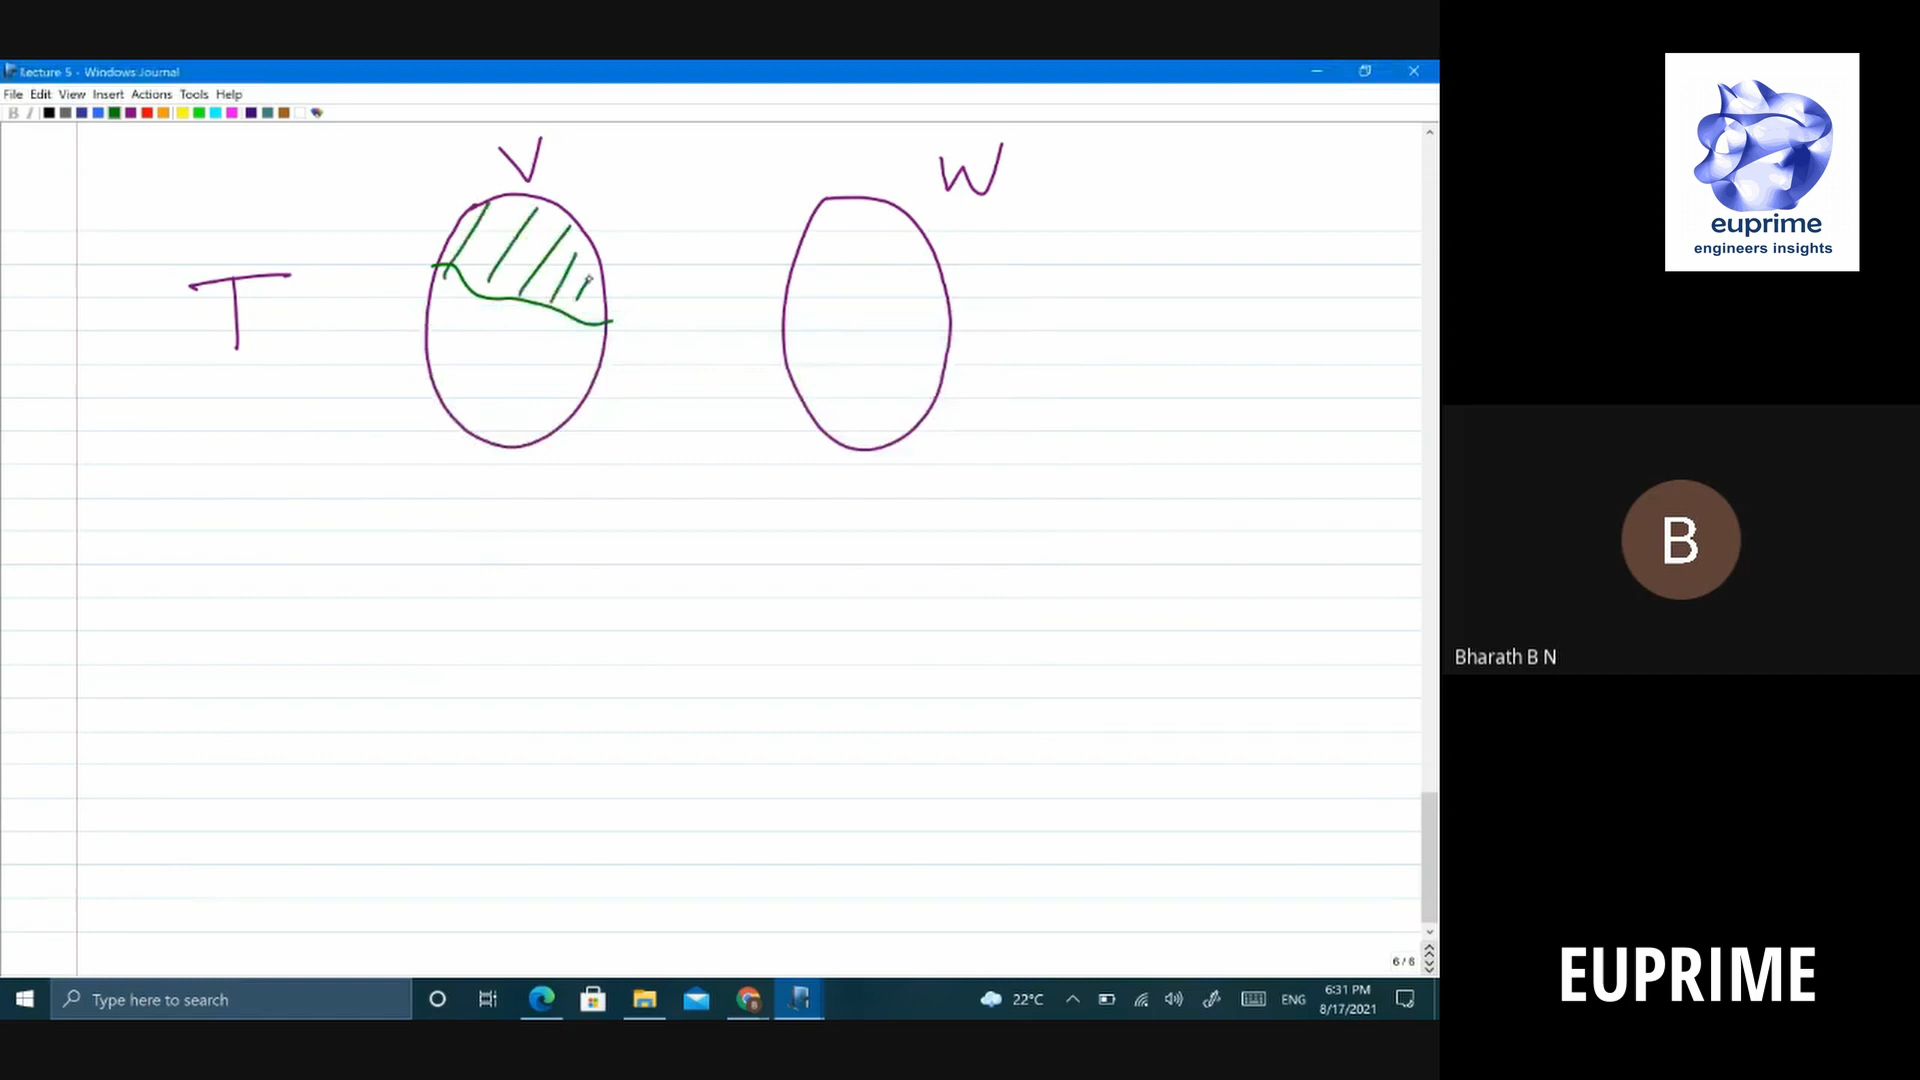 Lecture 5 - Windows Journal
File Edit View Insert Actions Tools Help
B I
V
W
T
6 / 6
Type here to search
22°C
ENG
6:31 PM
8/17/2021
euprime
engineers insights
B
Bharath B N
EUPRIME